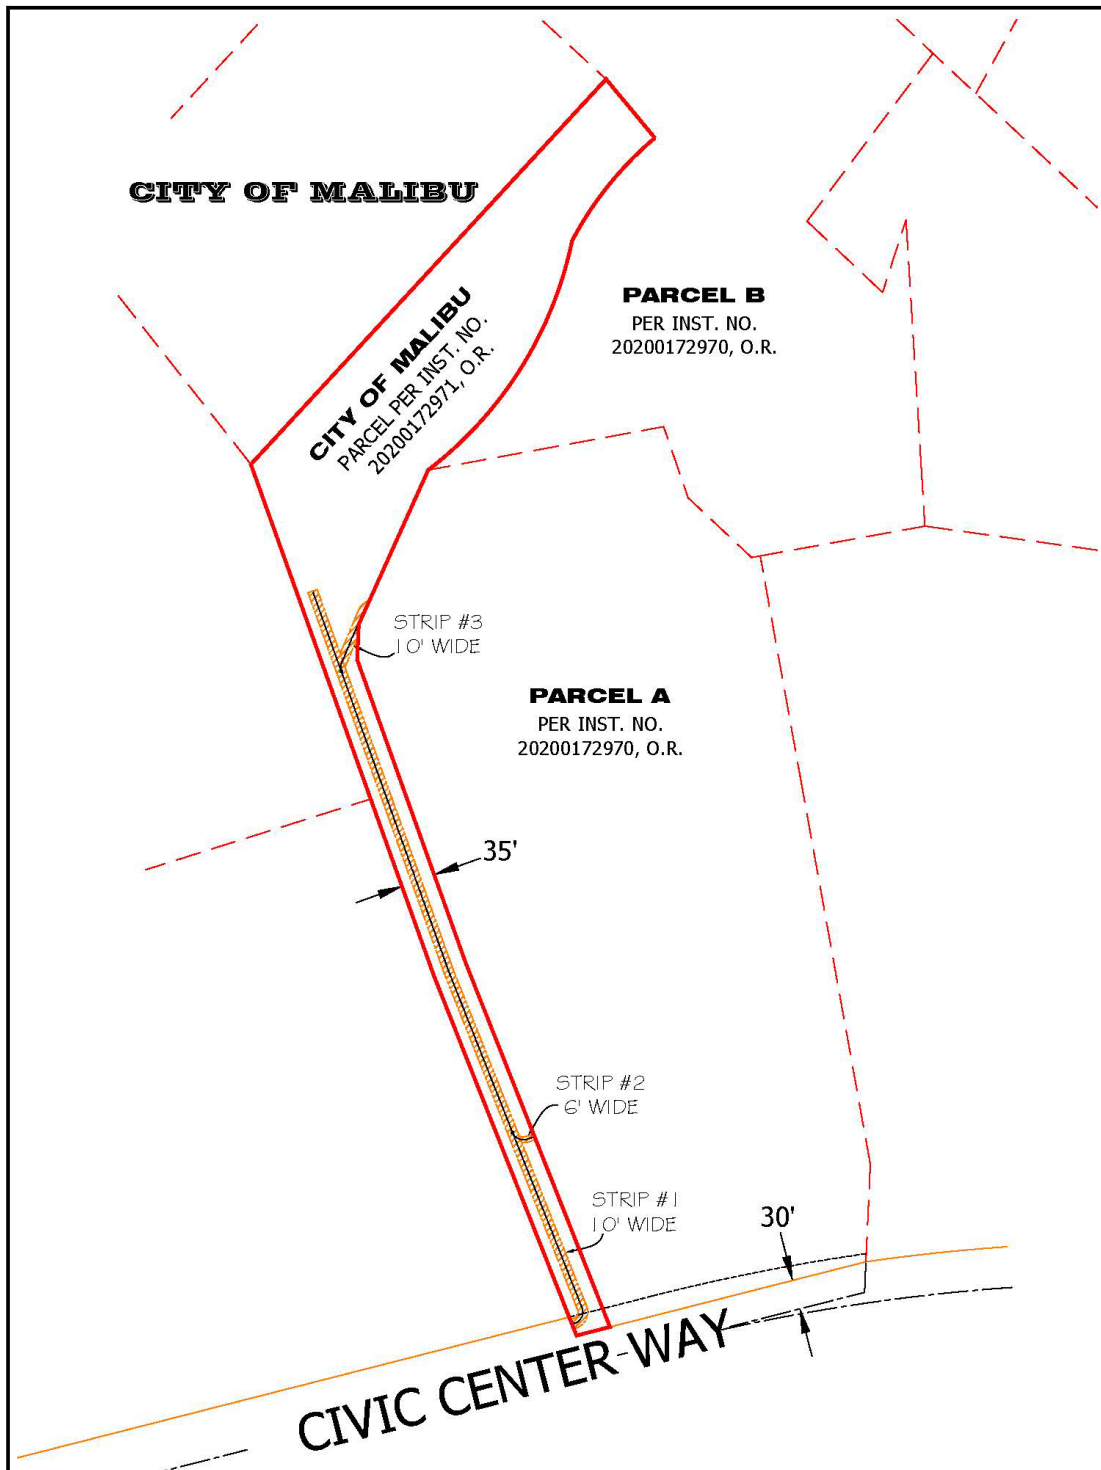 CITY OF MALIBU
PARCEL B
PER INST. NO.
20200172970, O.R.
CITY OF MALIBU
PARCEL PER INST. NO.
20200172971, O.R.
STRIP #3
10' WIDE
PARCEL A
PER INST. NO.
20200172970, O.R.
35'
STRIP #2
6' WIDE
STRIP #1
10' WIDE
30'
CIVIC CENTER WAY